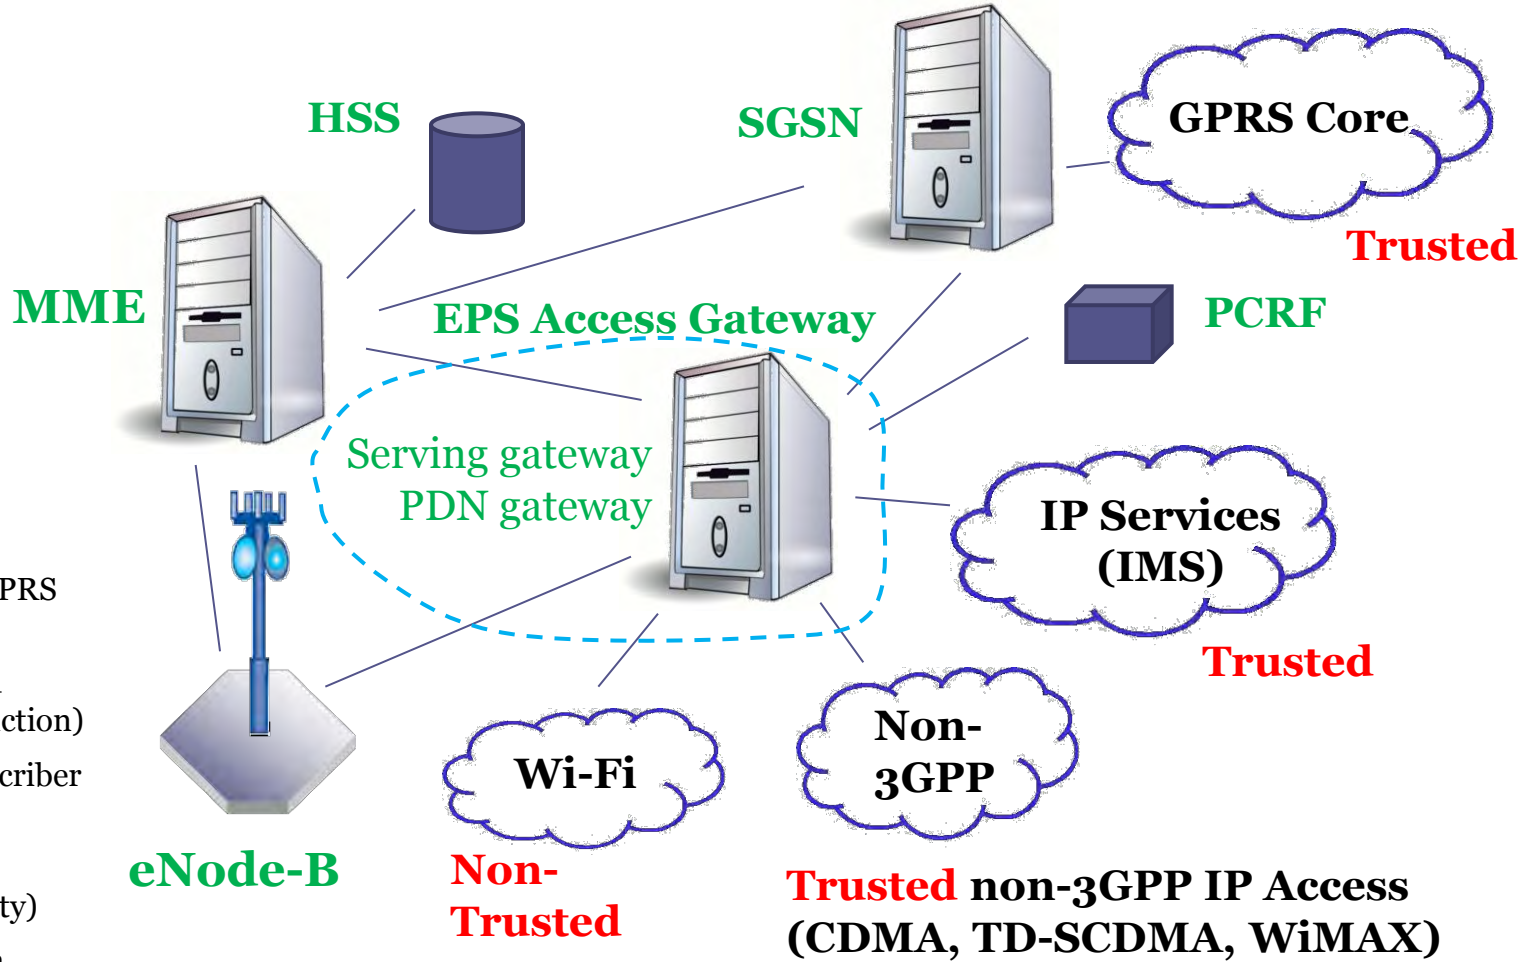 HSS
SGSN
GPRS Core
Trusted
MME
EPS Access Gateway
PCRF
Serving gateway
PDN gateway
IP Services
(IMS)
Trusted
PRS
ction)
criber
ty)
Wi-Fi
Non-
3GPP
eNode-B
Non-
Trusted
Trusted non-3GPP IP Access
(CDMA, TD-SCDMA, WiMAX)